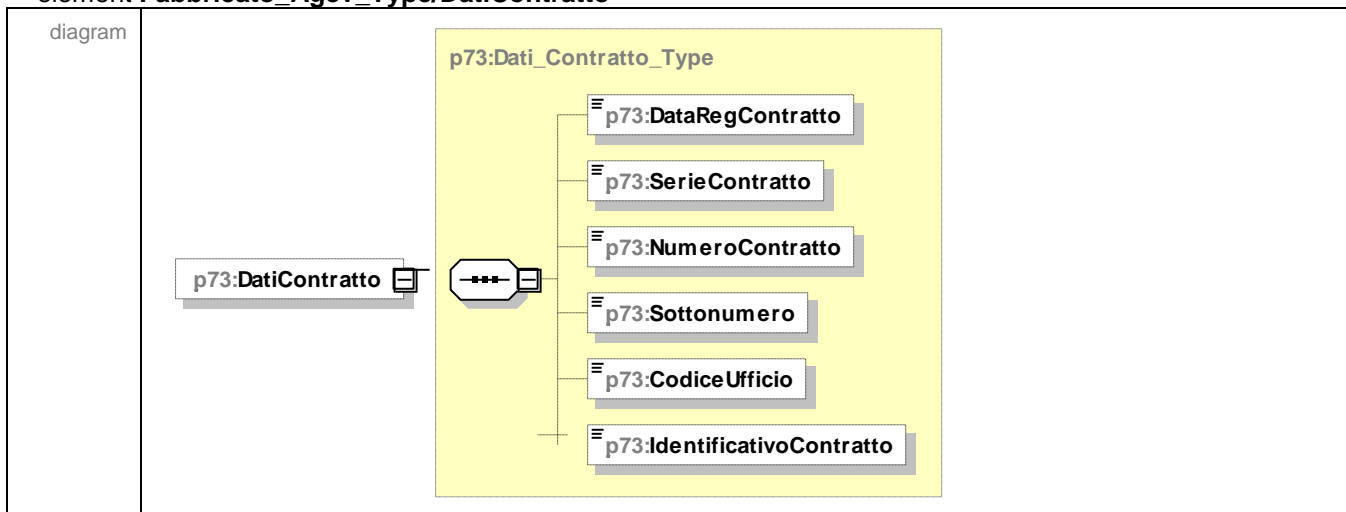 element Fabbricato_Agev_Type/DatiContratto
diagram
p73:Dati_Contratto_Type
p73:DataRegContratto
p73:SerieContratto
p73:NumeroContratto
p73:DatiContratto
p73:Sottonumero
p73:CodiceUfficio
p73:IdentificativoContratto